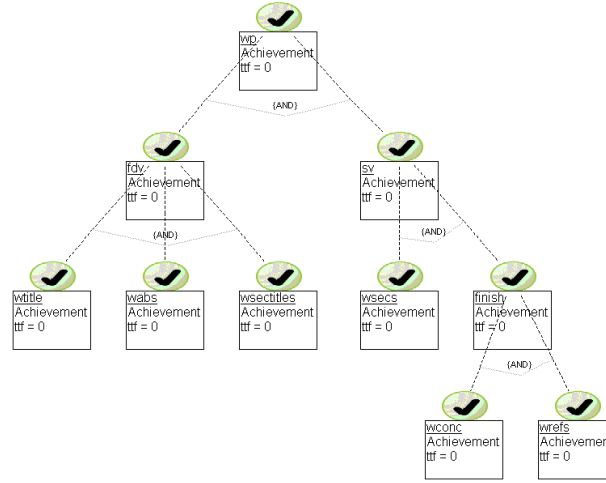 wp
Achievement
ttf = 0
{AND}
fdv
Achievement
ttf = 0
sv
Achievement
ttf = 0
{AND}
{AND}
wtitle
Achievement
ttf = 0
wabs
Achievement
ttf = 0
wsectitles
Achievement
ttf = 0
wsecs
Achievement
ttf = 0
finish
Achievement
ttf = 0
{AND}
wconc
Achievement
ttf = 0
wrefs
Achievement
ttf = 0